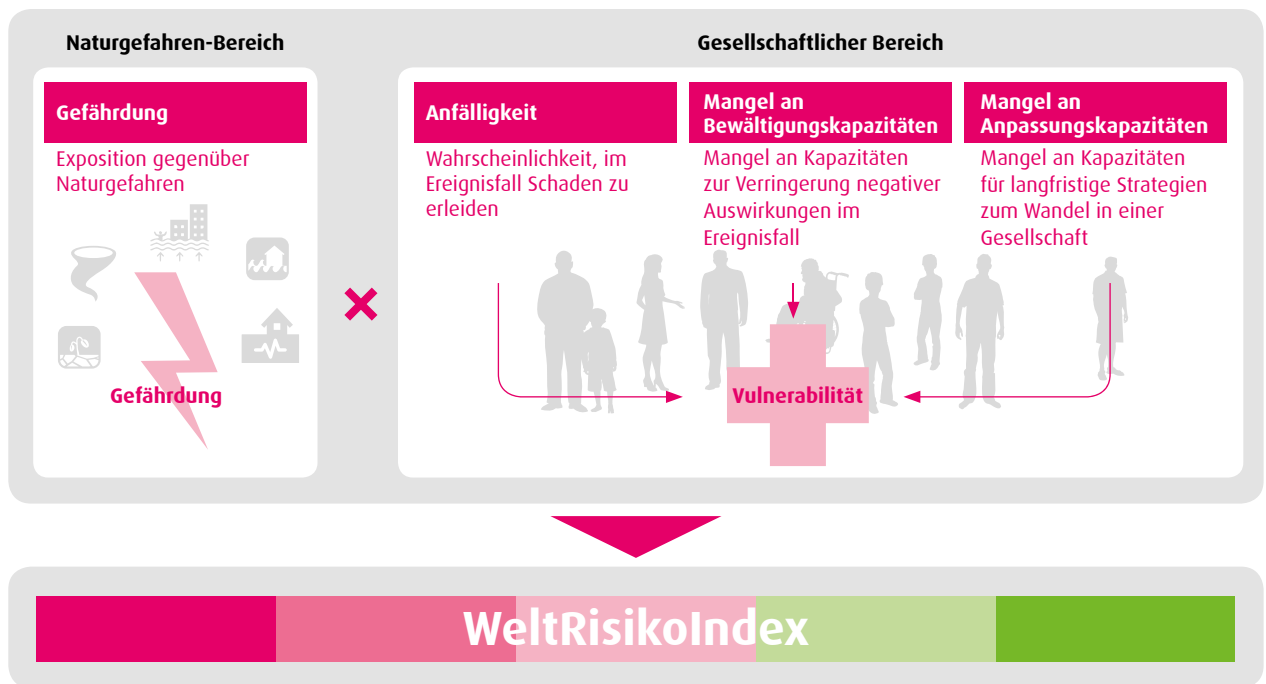 Naturgefahren-Bereich
Gesellschaftlicher Bereich
Gefährdung
Exposition gegenüber
Naturgefahren
Gefährdung
Anfälligkeit
Wahrscheinlichkeit, im
Ereignisfall Schaden zu
erleiden
Mangel an
Bewältigungskapazitäten
Mangel an Kapazitäten
zur Verringerung negativer
Auswirkungen im
Ereignisfall
Mangel an
Anpassungskapazitäten
Mangel an Kapazitäten
für langfristige Strategien
zum Wandel in einer
Gesellschaft
Vulnerabilität
WeltRisikoIndex